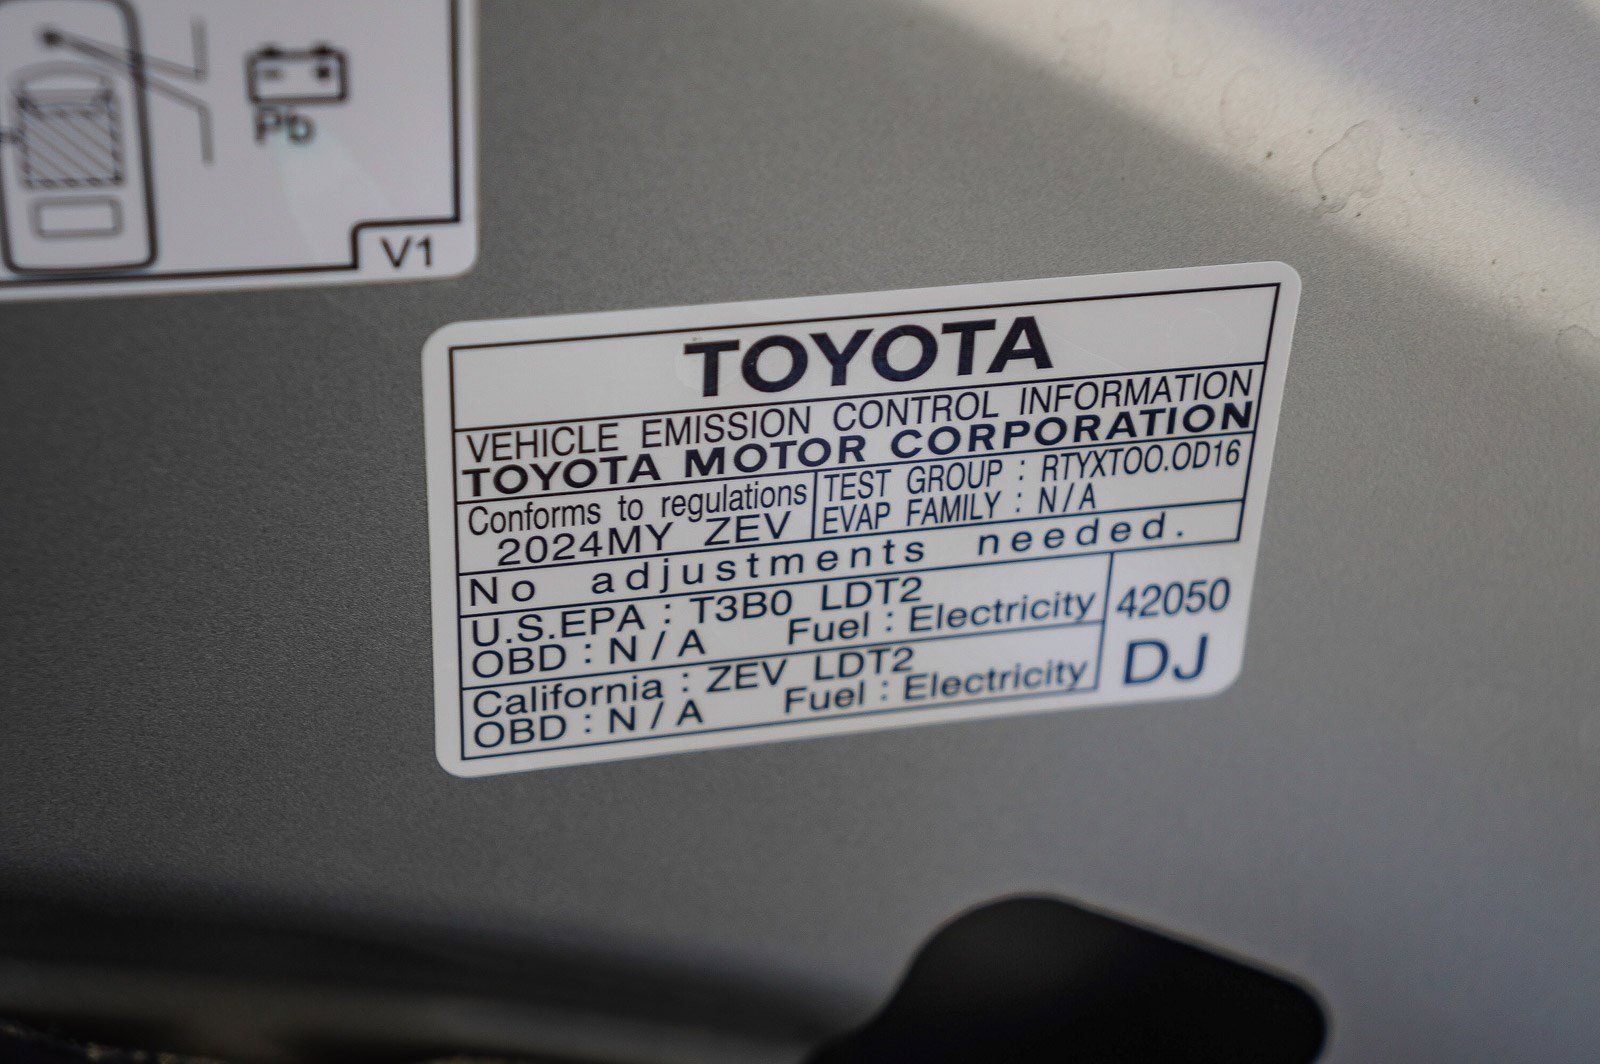 Pb
V1
TOYOTA
VEHICLE EMISSION CONTROL INFORMATION
TOYOTA MOTOR CORPORATION
Conforms to regulations
2024MY ZEV
TEST GROUP : RTYXT00.0D16
EVAP FAMILY : N/A
No adjustments needed.
U.S.EPA : T3B0 LDT2
OBD : N / A Fuel : Electricity
California : ZEV LDT2
OBD : N / A Fuel : Electricity
42050
DJ